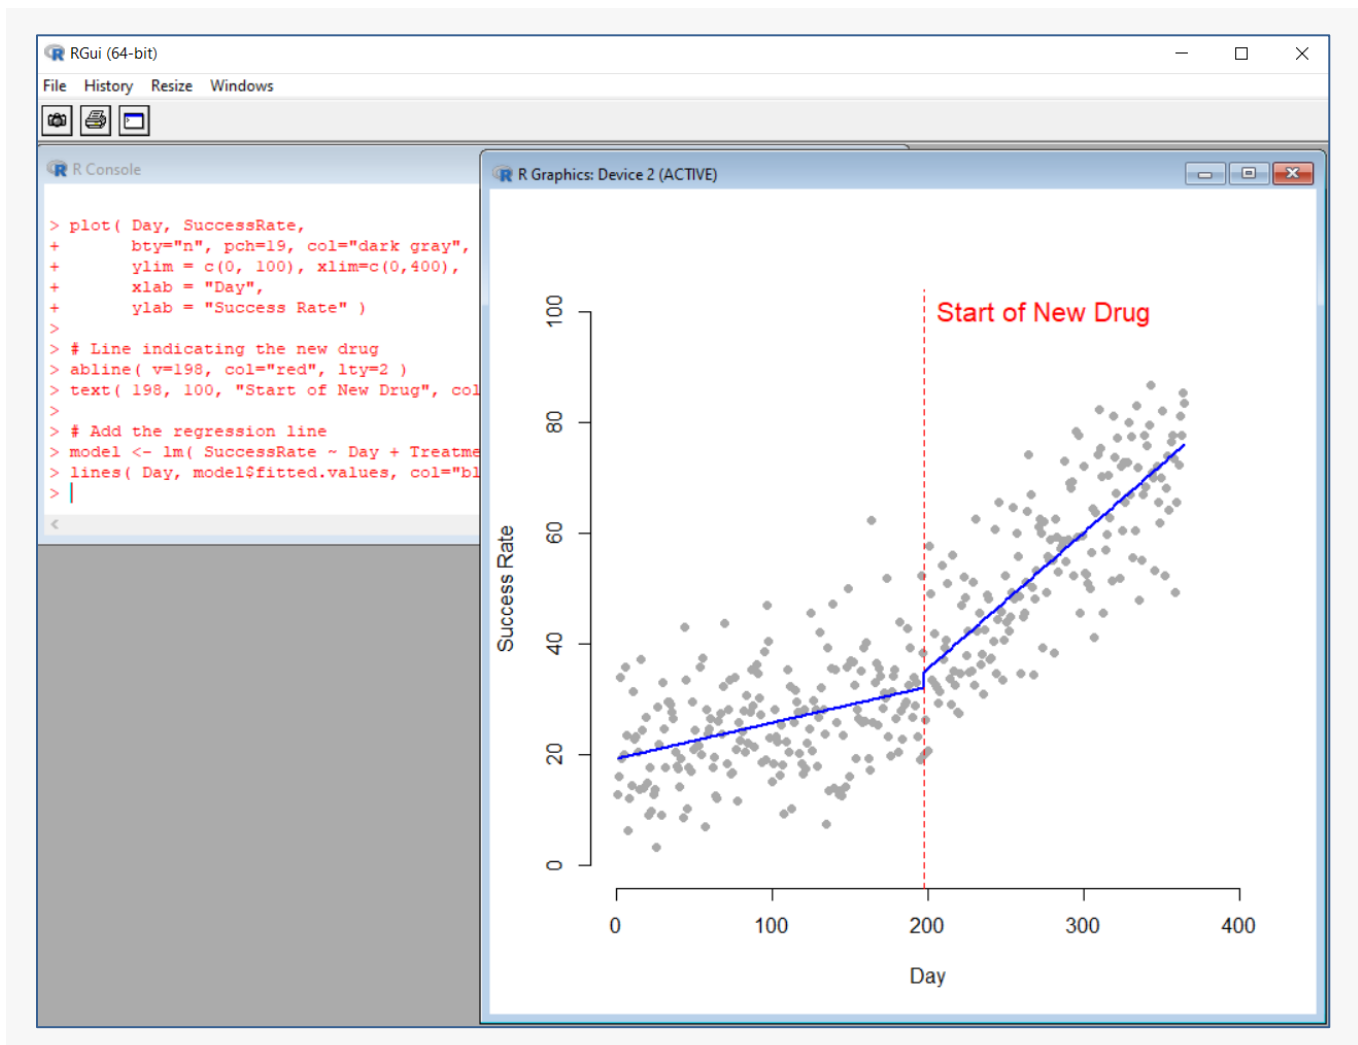 RGui (64-bit)
File History Resize Windows
R Console
> plot( Day, SuccessRate,
+ bty="n", pch=19, col="dark gray",
+ ylim = c(0, 100), xlim=c(0,400),
+ xlab = "Day",
+ ylab = "Success Rate" )
>
> # Line indicating the new drug
> abline( v=198, col="red", lty=2 )
> text( 198, 100, "Start of New Drug", col
>
> # Add the regression line
> model <- lm( SuccessRate ~ Day + Treatme
> lines( Day, model$fitted.values, col="bl
>
R Graphics: Device 2 (ACTIVE)
Start of New Drug
100
80
60
40
20
0
Success Rate
0 100 200 300 400
Day